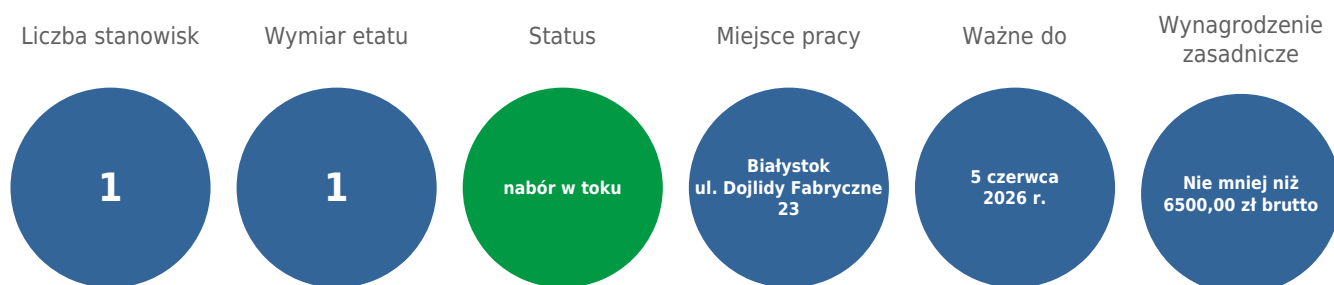 Liczba stanowisk
1
Wymiar etatu
1
Status
nabór w toku
Miejsce pracy
Białystok
ul. Dojlidy Fabryczne
23
Ważne do
5 czerwca
2026 r.
Wynagrodzenie
zasadnicze
Nie mniej niż
6500,00 zł brutto